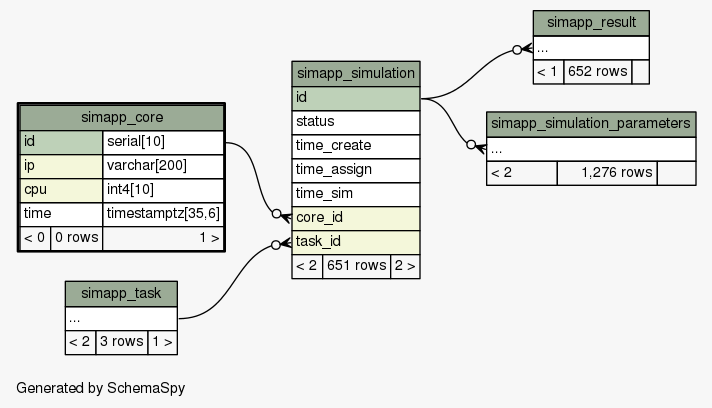 simapp_result
...
< 1 652 rows
simapp_simulation
id
status
time_create
time_assign
time_sim
core_id
task_id
< 2 651 rows 2 >
simapp_core
id serial[10]
ip varchar[200]
cpu int4[10]
time timestamptz[35,6]
< 0 0 rows 1 >
simapp_simulation_parameters
...
< 2 1,276 rows
simapp_task
...
< 2 3 rows 1 >
Generated by SchemaSpy